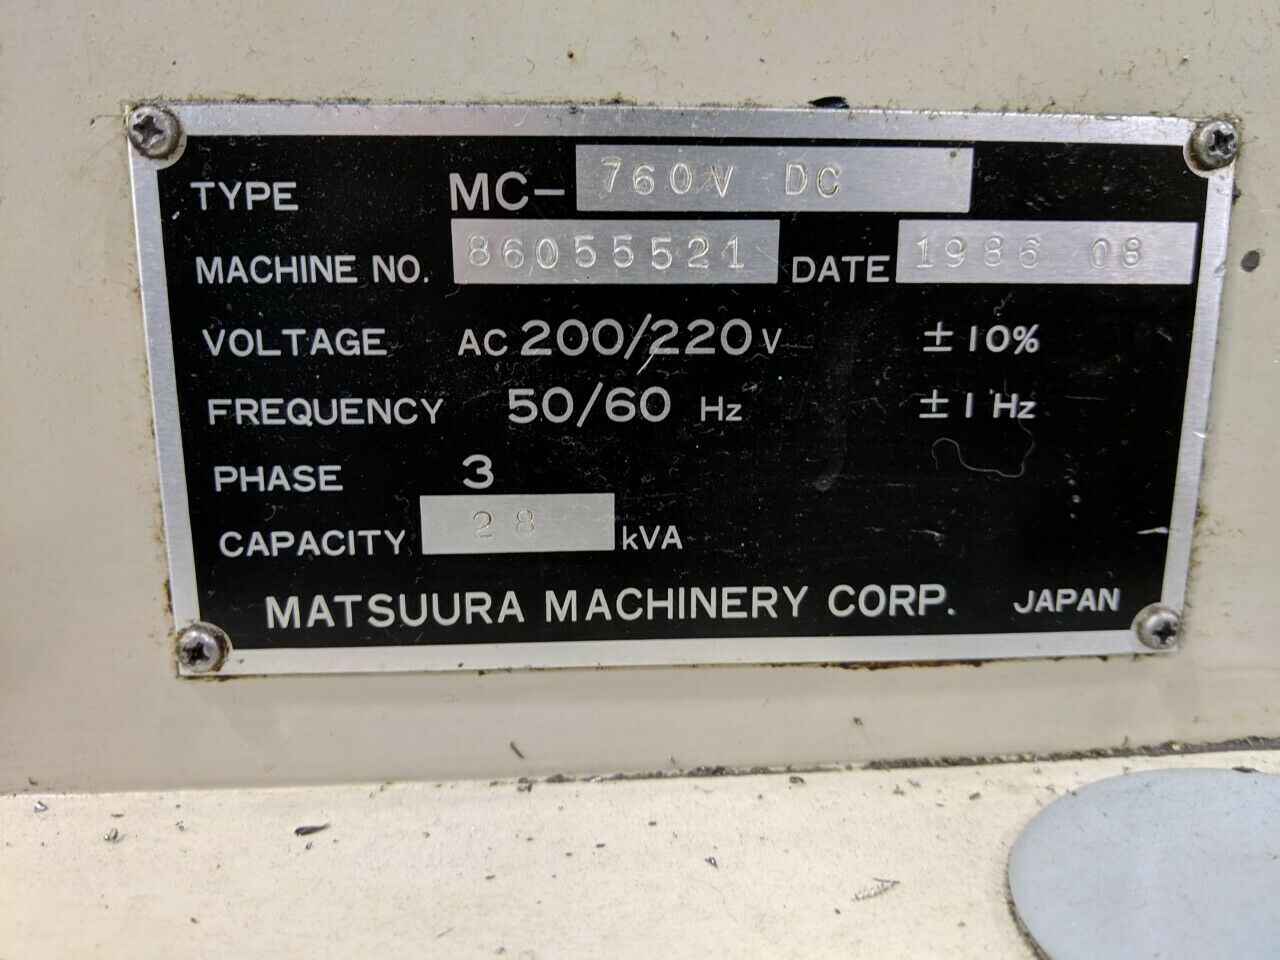 TYPE MC- 760V DC
MACHINE NO. 86055521 DATE 1986 08
VOLTAGE AC 200/220 V ±10%
FREQUENCY 50/60 Hz ±1 Hz
PHASE 3
CAPACITY 28 kVA
MATSUURA MACHINERY CORP. JAPAN